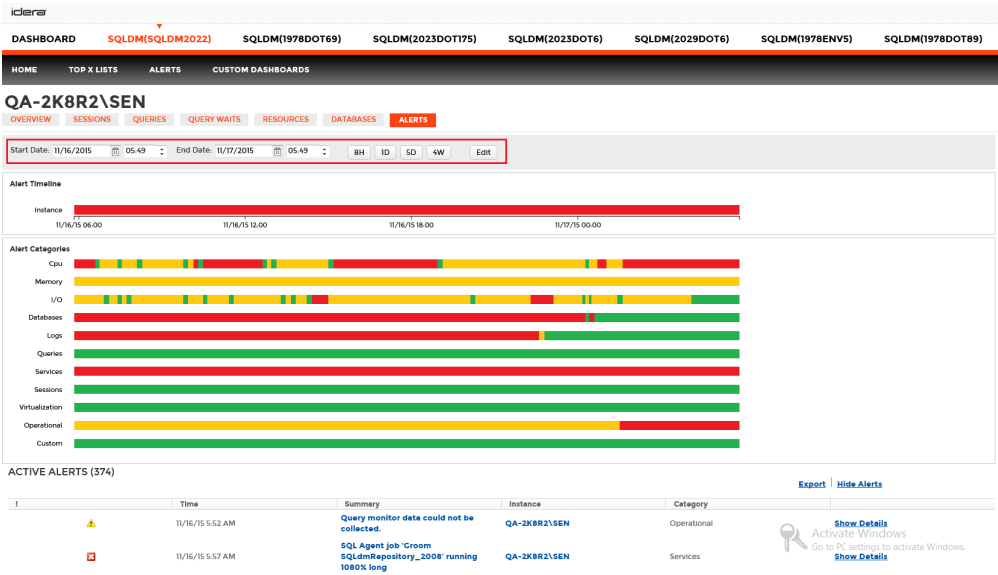 idera
DASHBOARD SQLDM(SQLDM2022) SQLDM(1978DOT69) SQLDM(2023DOT175) SQLDM(2023DOT6) SQLDM(2029DOT6) SQLDM(1978ENV5) SQLDM(1978DOT89)
HOME TOP X LISTS ALERTS CUSTOM DASHBOARDS
QA-2K8R2\SEN
OVERVIEW SESSIONS QUERIES QUERY WAITS RESOURCES DATABASES ALERTS
Start Date: 11/16/2015 05:49 End Date: 11/17/2015 05:49 8H 1D 5D 4W Edit
Alert Timeline
Instance
11/16/15 06:00 11/16/15 12:00 11/16/15 18:00 11/17/15 00:00
Alert Categories
Cpu
Memory
I/O
Databases
Logs
Queries
Services
Sessions
Virtualization
Operational
Custom
ACTIVE ALERTS (374)
Export Hide Alerts
! Time Summary Instance Category
11/16/15 5:52 AM Query monitor data could not be collected. QA-2K8R2\SEN Operational Show Details
Activate Windows
Go to PC settings to activate Windows.
11/16/15 5:57 AM SQL Agent job 'Groom SQLdmRepository_2008' running 1080% long QA-2K8R2\SEN Services Show Details